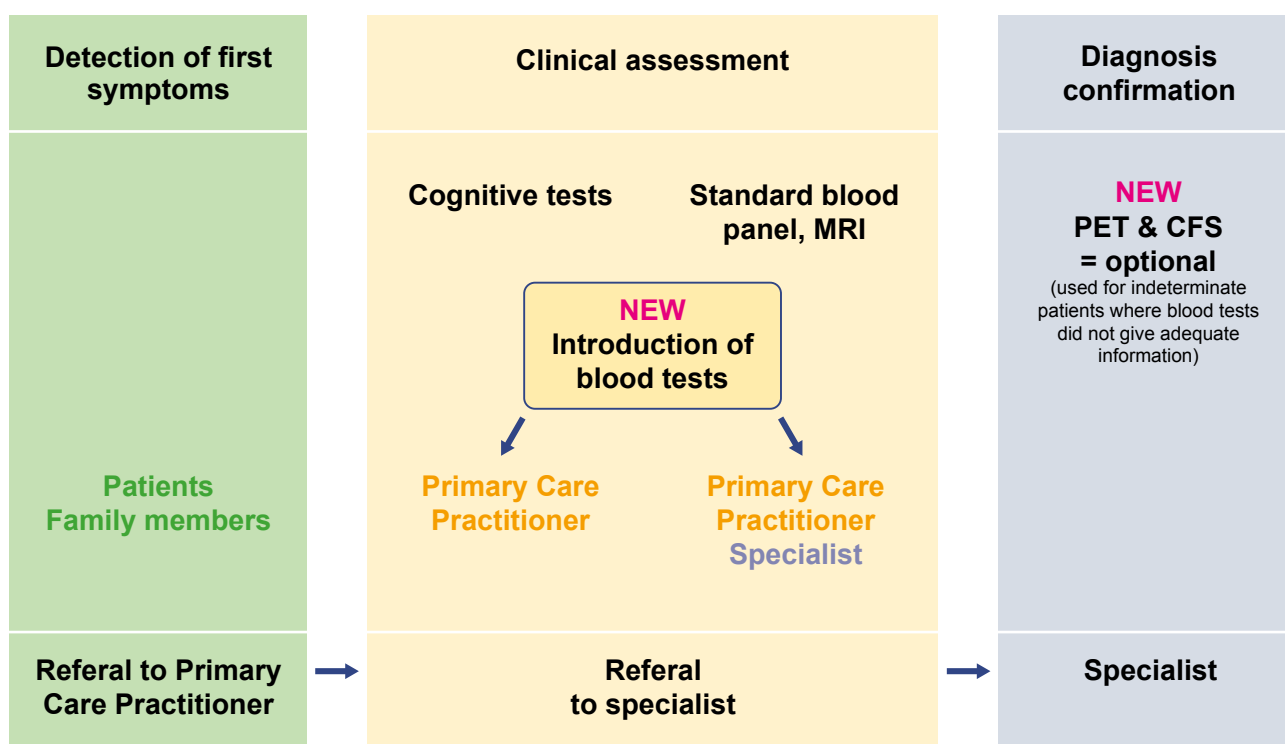 Detection of first
symptoms
Clinical assessment
Diagnosis
confirmation
Cognitive tests
Standard blood
panel, MRI
NEW
Introduction of
blood tests
NEW
PET & CFS
= optional
(used for indeterminate
patients where blood tests
did not give adequate
information)
Patients
Family members
Primary Care
Practitioner
Primary Care
Practitioner
Specialist
Referal to Primary
Care Practitioner
Referal
to specialist
Specialist